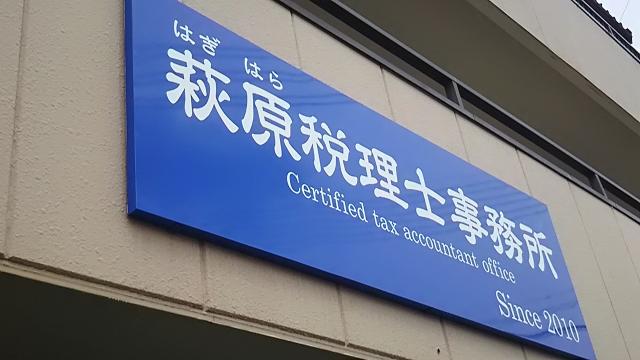 はぎ はら
萩原税理士事務所
Certified tax accountant office
Since 2010